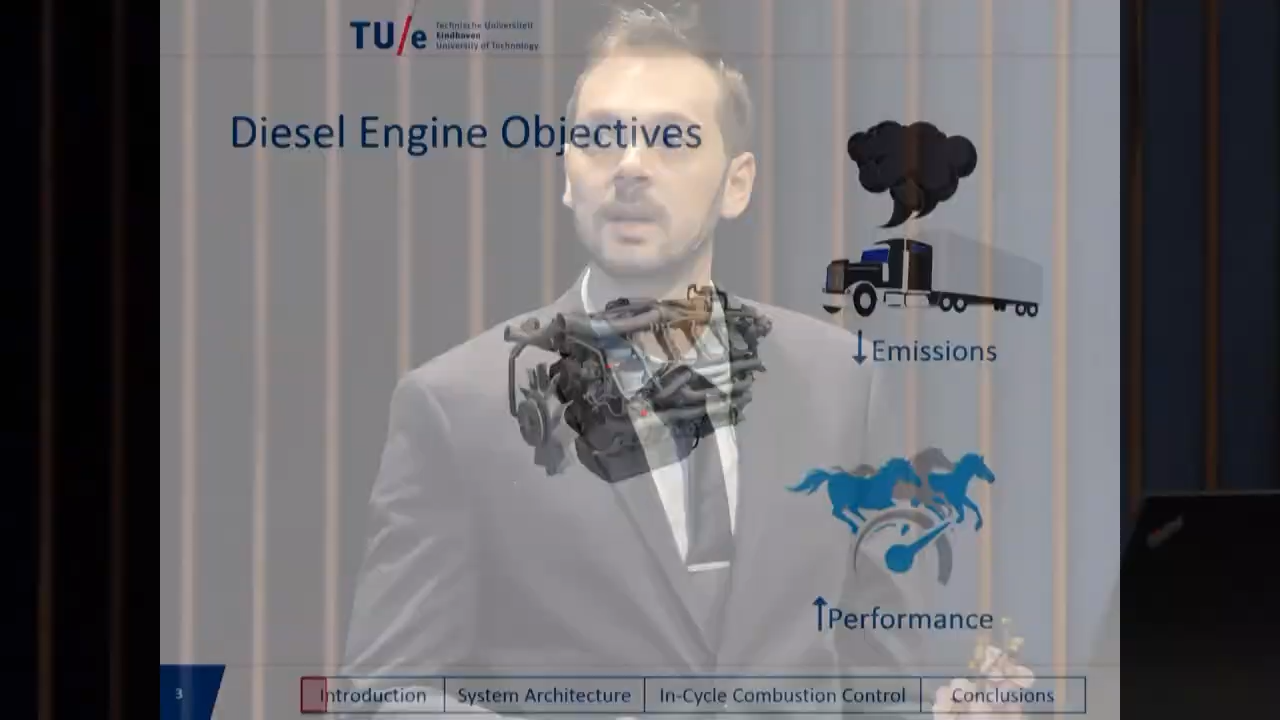 TU/e
Technische Universiteit
Eindhoven
University of Technology
Diesel Engine Objectives
↓Emissions
↑Performance
3
Introduction
System Architecture
In-Cycle Combustion Control
Conclusions